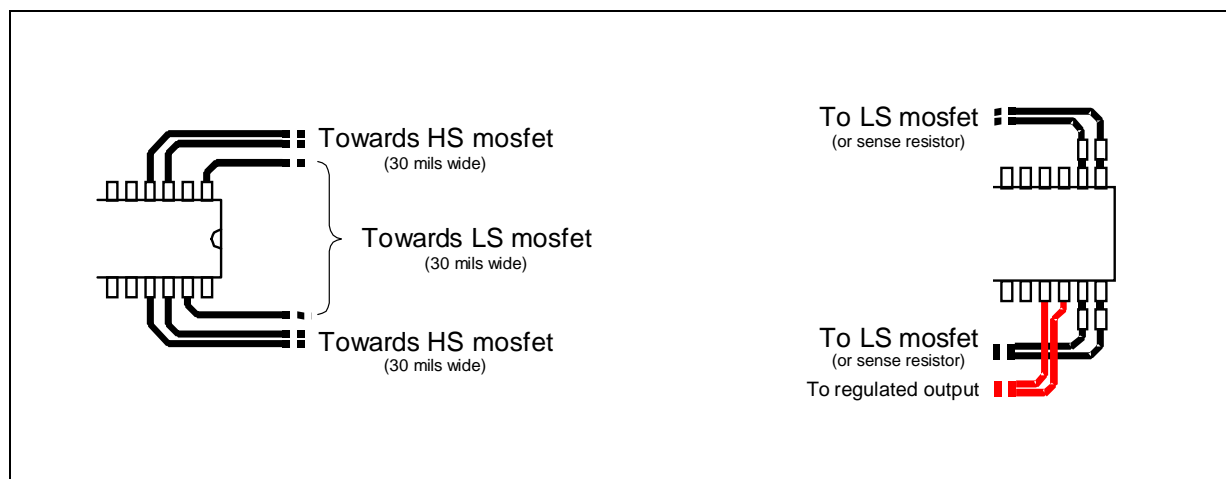 Towards HS mosfet
(30 mils wide)
Towards LS mosfet
(30 mils wide)
Towards HS mosfet
(30 mils wide)
To LS mosfet
(or sense resistor)
To LS mosfet
(or sense resistor)
To regulated output